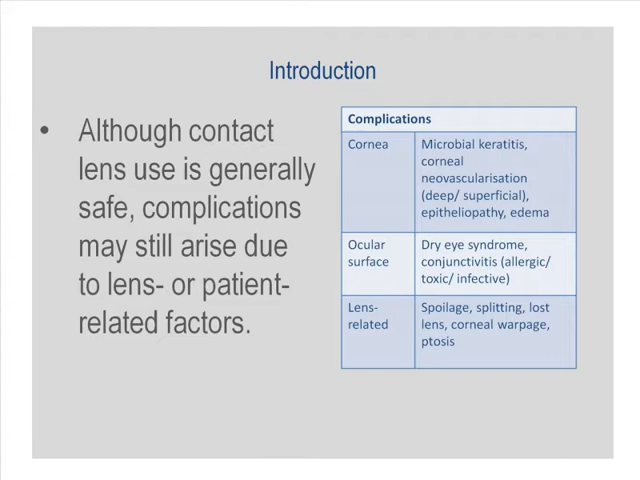 Introduction
• Although contact
lens use is generally
safe, complications
may still arise due
to lens- or patient-
related factors.
Complications
Cornea
Microbial keratitis,
corneal
neovascularisation
(deep/ superficial),
epitheliopathy, edema
Ocular
surface
Dry eye syndrome,
conjunctivitis (allergic/
toxic/ infective)
Lens-
related
Spoilage, splitting, lost
lens, corneal warpage,
ptosis